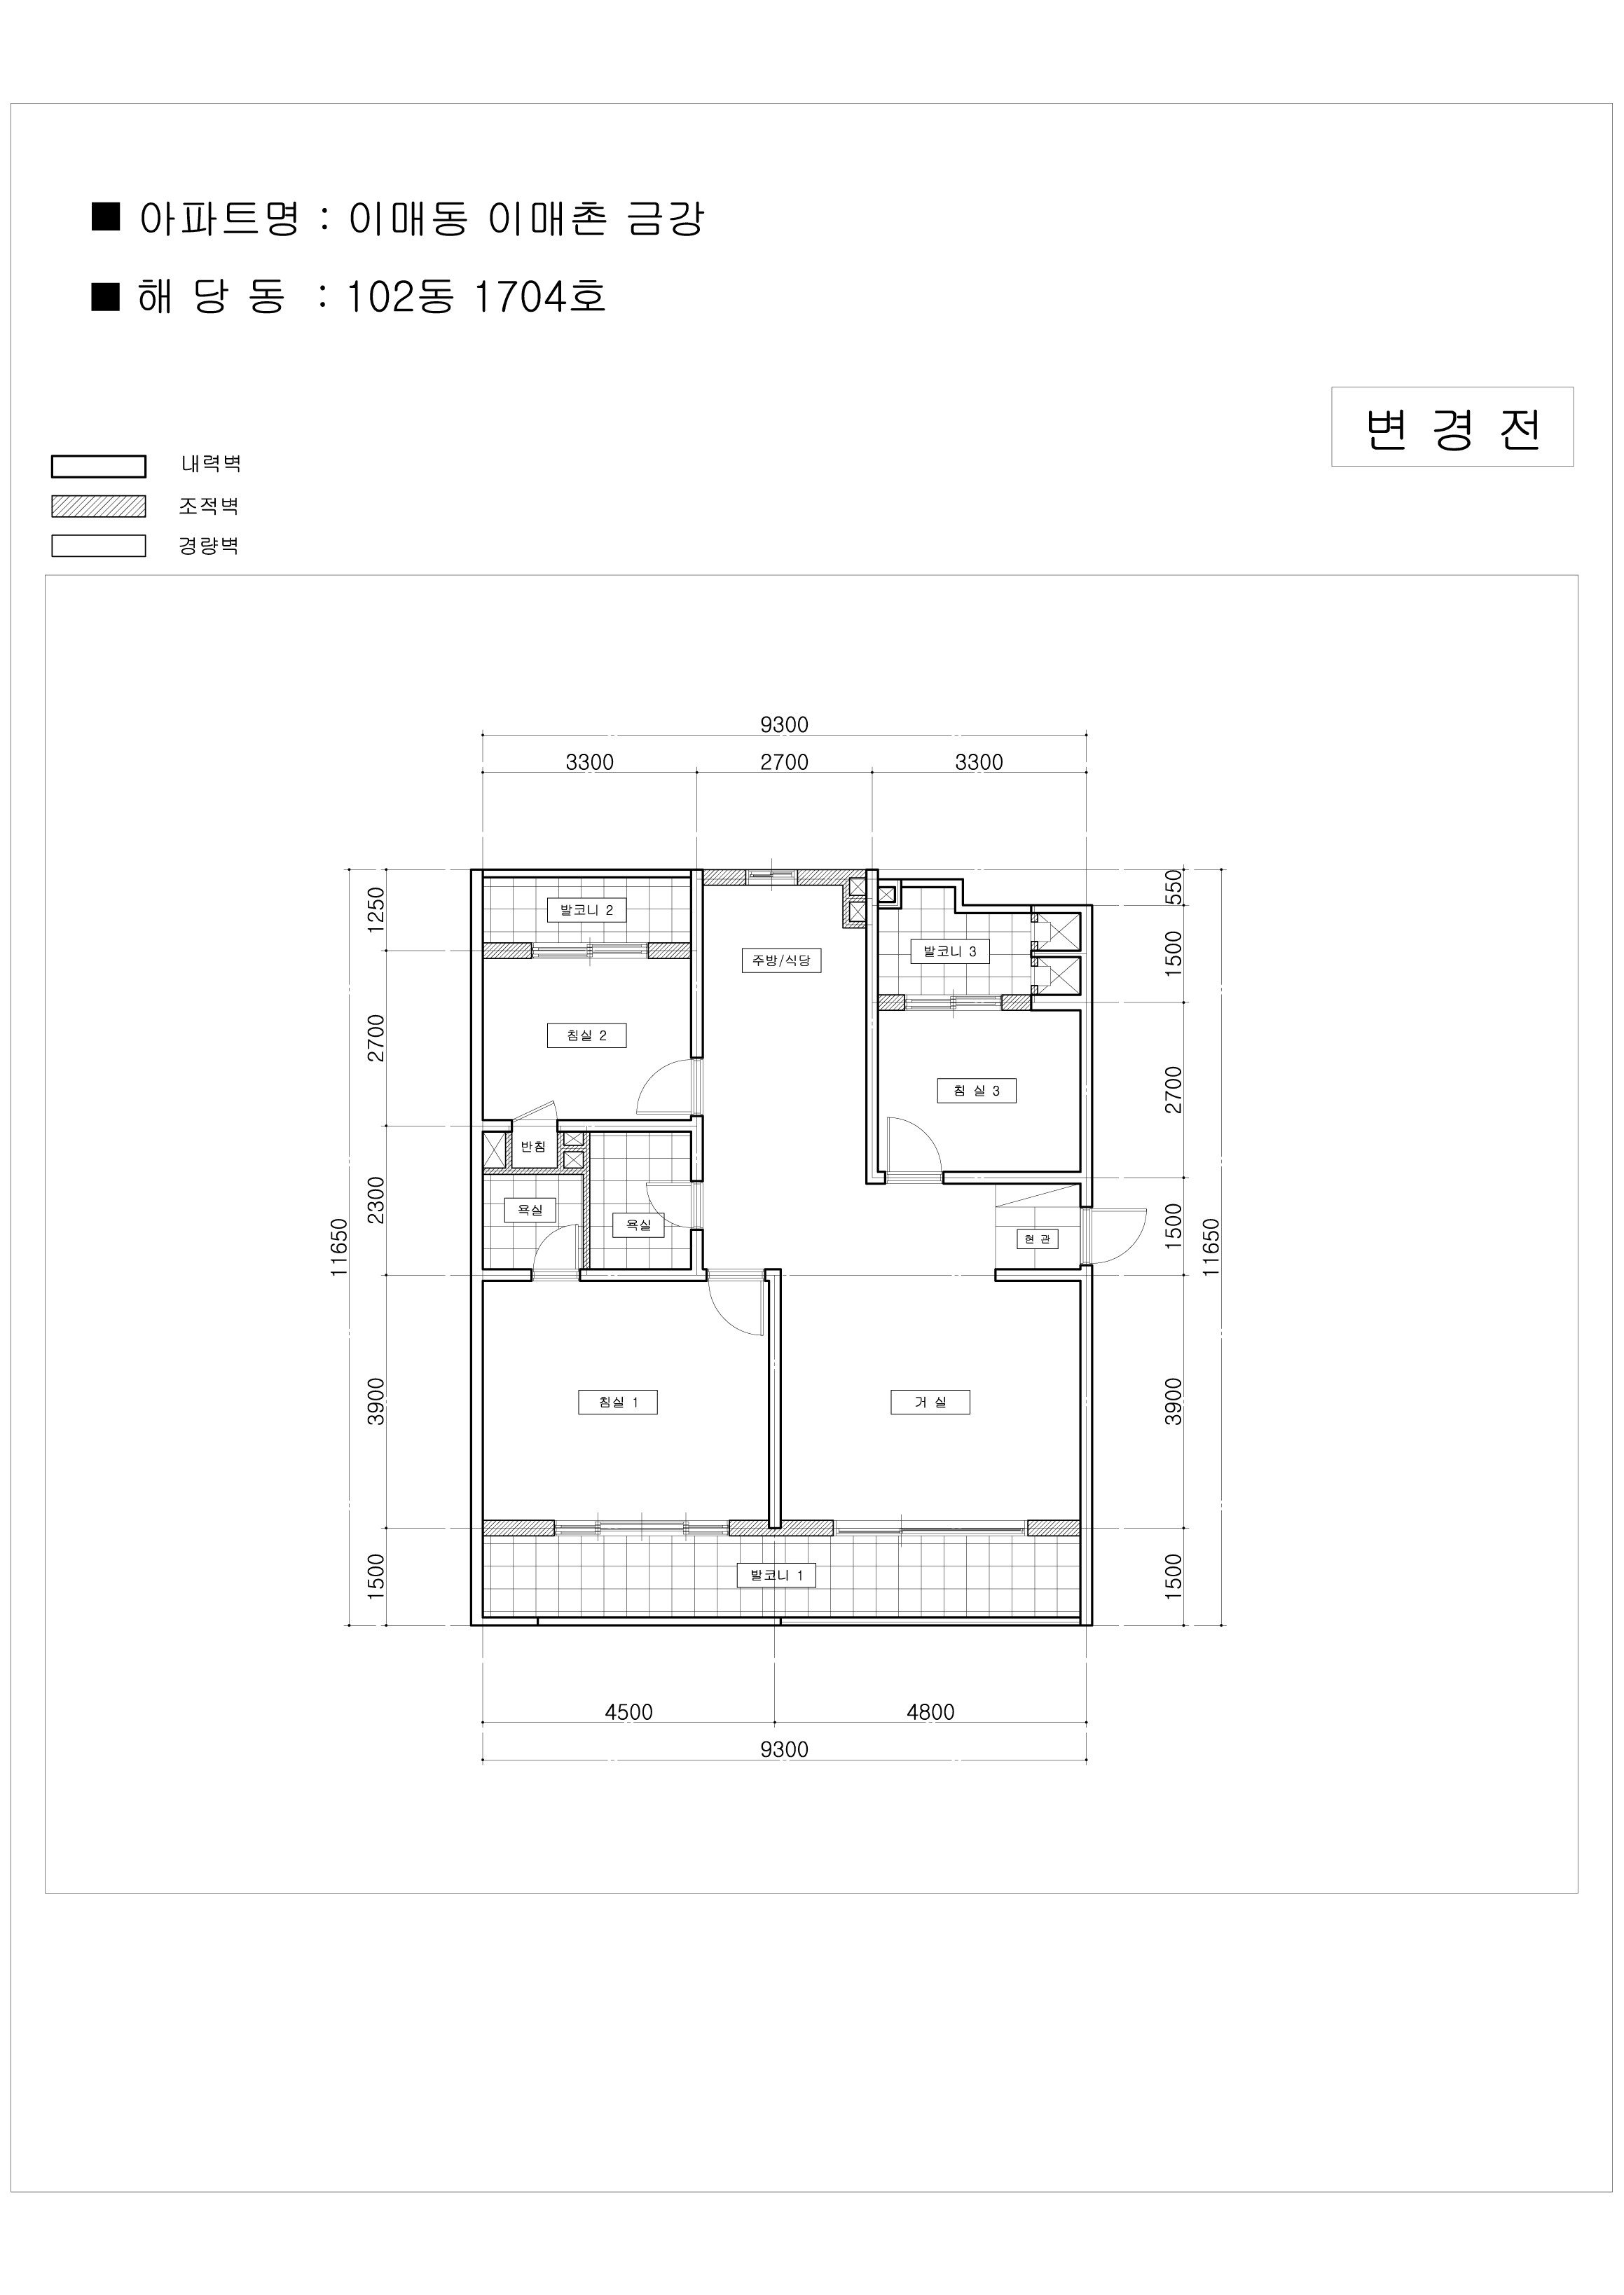 ■ 아파트명 : 이매동 이매촌 금강
■ 해 당 동 : 102동 1704호
변 경 전
내력벽
조적벽
경량벽
9300
3300 2700 3300
1250
2700
2300
3900
1500
11650
550
1500
2700
1500
3900
1500
11650
발코니 2
주방/식당
발코니 3
침실 2
침 실 3
반침
욕실
욕실
현 관
침실 1
거 실
발코니 1
4500 4800
9300